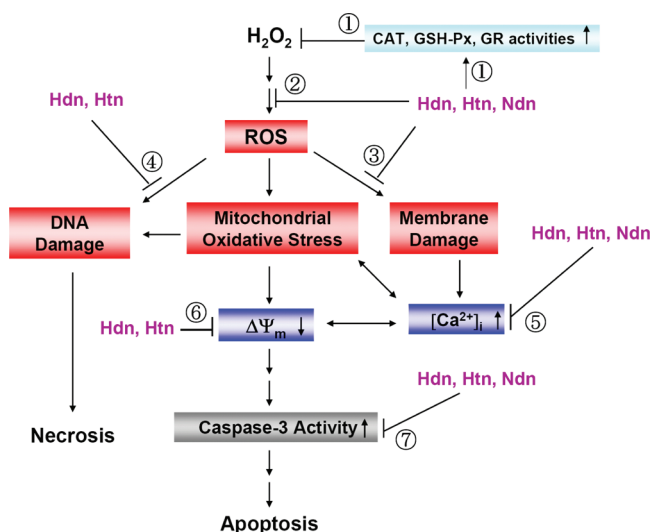 H₂O₂
①
CAT, GSH-Px, GR activities ↑
①
②
Hdn, Htn
Hdn, Htn, Ndn
ROS
③
④
DNA
Damage
Mitochondrial
Oxidative Stress
Membrane
Damage
Hdn, Htn, Ndn
⑥
Hdn, Htn
ΔΨₘ ↓
[Ca²⁺]ᵢ ↑
⑤
Hdn, Htn, Ndn
Necrosis
Caspase-3 Activity ↑
⑦
Apoptosis